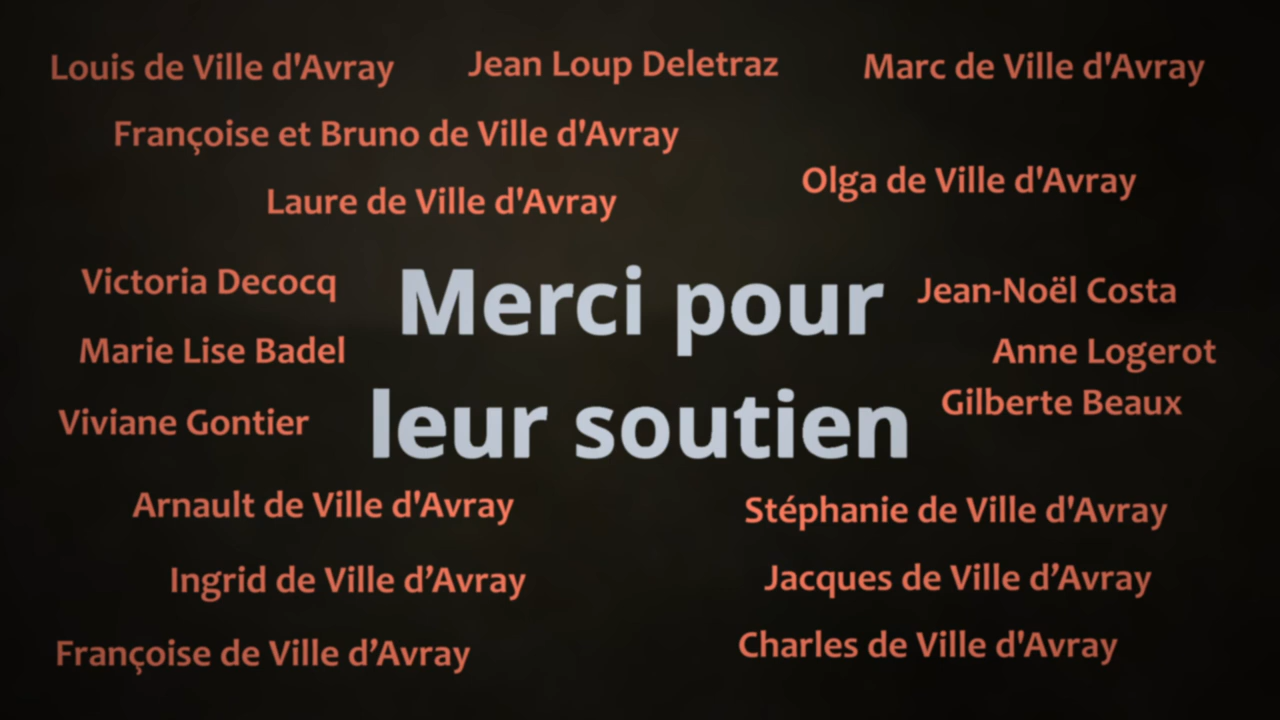 Louis de Ville d'Avray
Jean Loup Deletraz
Marc de Ville d'Avray
Françoise et Bruno de Ville d'Avray
Olga de Ville d'Avray
Laure de Ville d'Avray
Victoria Decocq
Merci pour
Jean-Noël Costa
Marie Lise Badel
Anne Logerot
Viviane Gontier
leur soutien
Gilberte Beaux
Arnault de Ville d'Avray
Stéphanie de Ville d'Avray
Ingrid de Ville d’Avray
Jacques de Ville d’Avray
Françoise de Ville d’Avray
Charles de Ville d'Avray